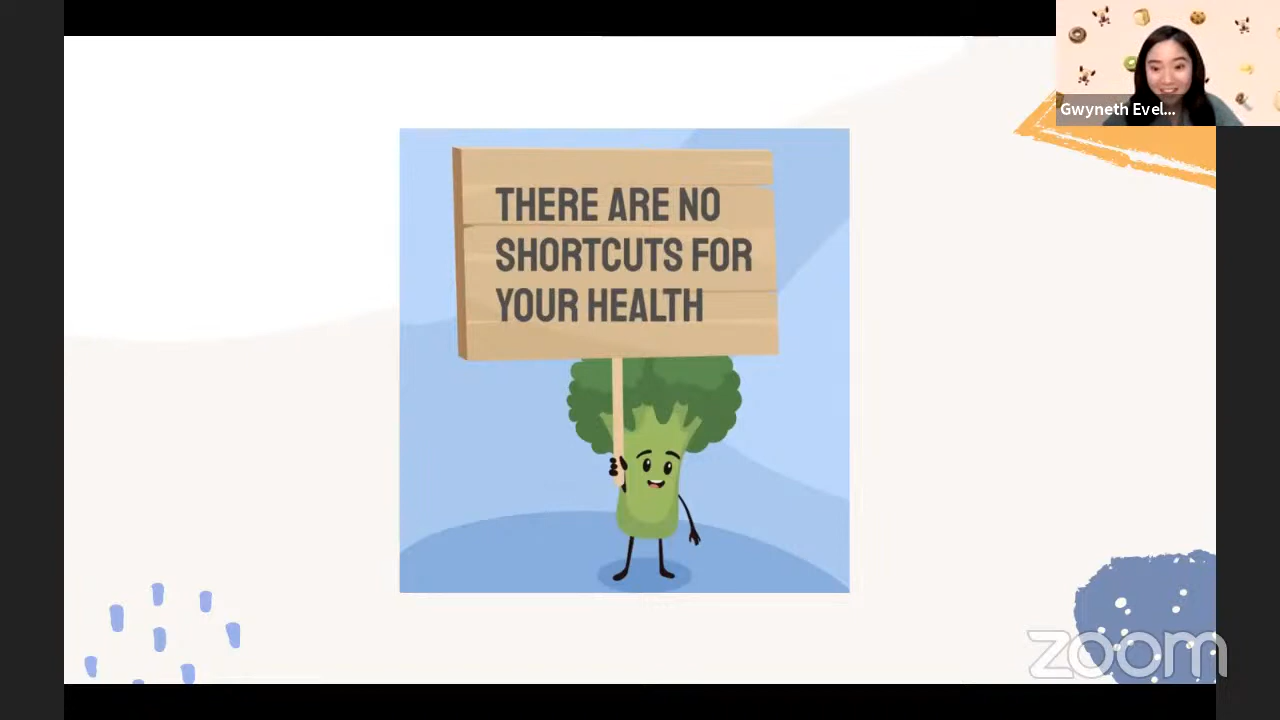 Gwyneth Evel...
THERE ARE NO
SHORTCUTS FOR
YOUR HEALTH
zoom